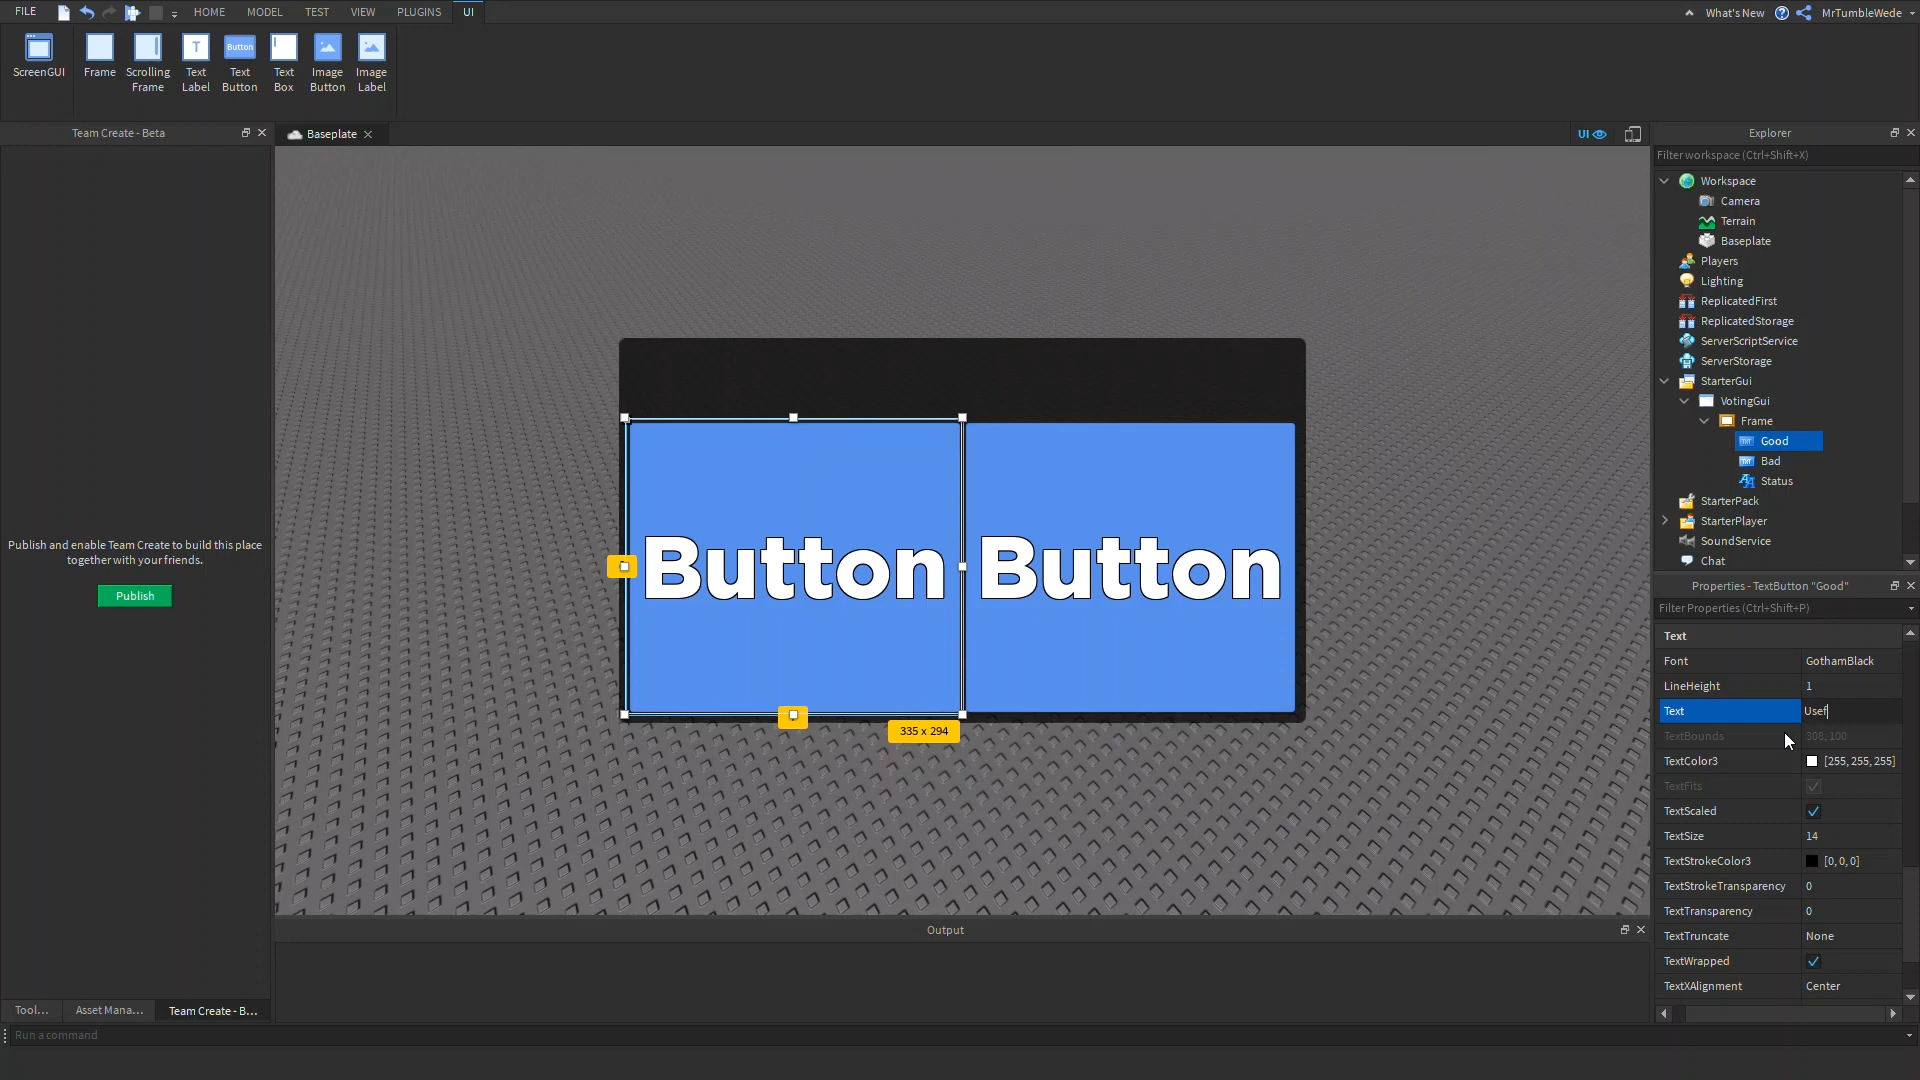 FILE
HOME
MODEL
TEST
VIEW
PLUGINS
UI
What's New
MrTumbleWede
ScreenGUI
Frame
Scrolling
Frame
T
Text
Label
Button
Text
Button
Text
Box
Image
Button
Image
Label
Team Create - Beta
Baseplate
UI
Explorer
Filter workspace (Ctrl+Shift+X)
Workspace
Camera
Terrain
Baseplate
Players
Lighting
ReplicatedFirst
ReplicatedStorage
ServerScriptService
ServerStorage
StarterGui
VotingGui
Frame
Good
Bad
Status
StarterPack
StarterPlayer
SoundService
Chat
Publish and enable Team Create to build this place
together with your friends.
Publish
Button
Button
335 x 294
Properties - TextButton "Good"
Filter Properties (Ctrl+Shift+P)
Text
Font GothamBlack
LineHeight 1
Text Usef
TextBounds 308, 100
TextColor3 [255, 255, 255]
TextFits
TextScaled
TextSize 14
TextStrokeColor3 [0, 0, 0]
TextStrokeTransparency 0
TextTransparency 0
TextTruncate None
TextWrapped
TextXAlignment Center
Output
Tool...
Asset Mana...
Team Create - B...
Run a command